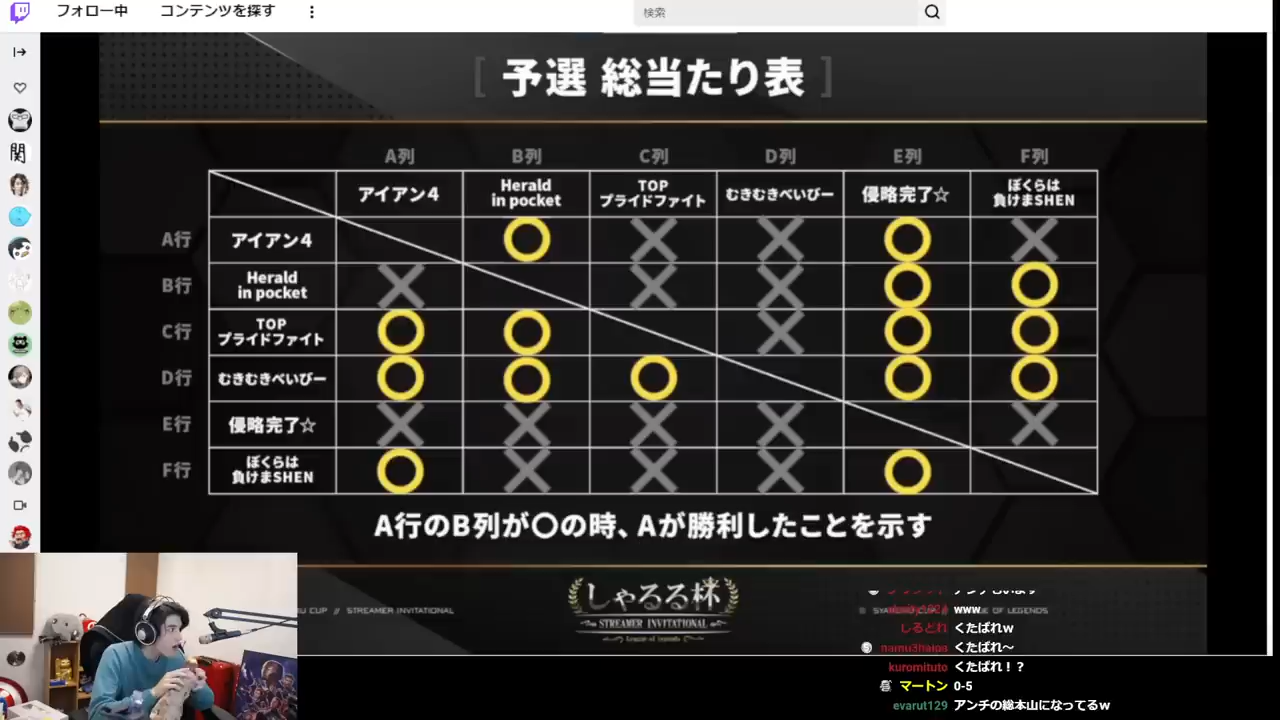 フォロー中
コンテンツを探す
検索
[ 予選 総当たり表 ]
A列 B列 C列 D列 E列 F列
アイアン4 Herald in pocket TOP プライドファイト むきむきべいびー 侵略完了☆ ぼくらは 負けまSHEN
A行 アイアン4 ○ × × ○ ×
B行 Herald in pocket × × × ○ ○
C行 TOP プライドファイト ○ ○ × ○ ○
D行 むきむきべいびー ○ ○ ○ ○ ○
E行 侵略完了☆ × × × × ×
F行 ぼくらは 負けまSHEN ○ × × × ○
A行のB列が〇の時、Aが勝利したことを示す
関
CUP // STREAMER INVITATIONAL
しゃるる杯
STREAMER INVITATIONAL
League of Legends
OF LEGENDS
www
しるどれ くたばれw
くたばれ~
kuromituto くたばれ!?
マートン 0-5
evarut129 アンチの総本山になってるw